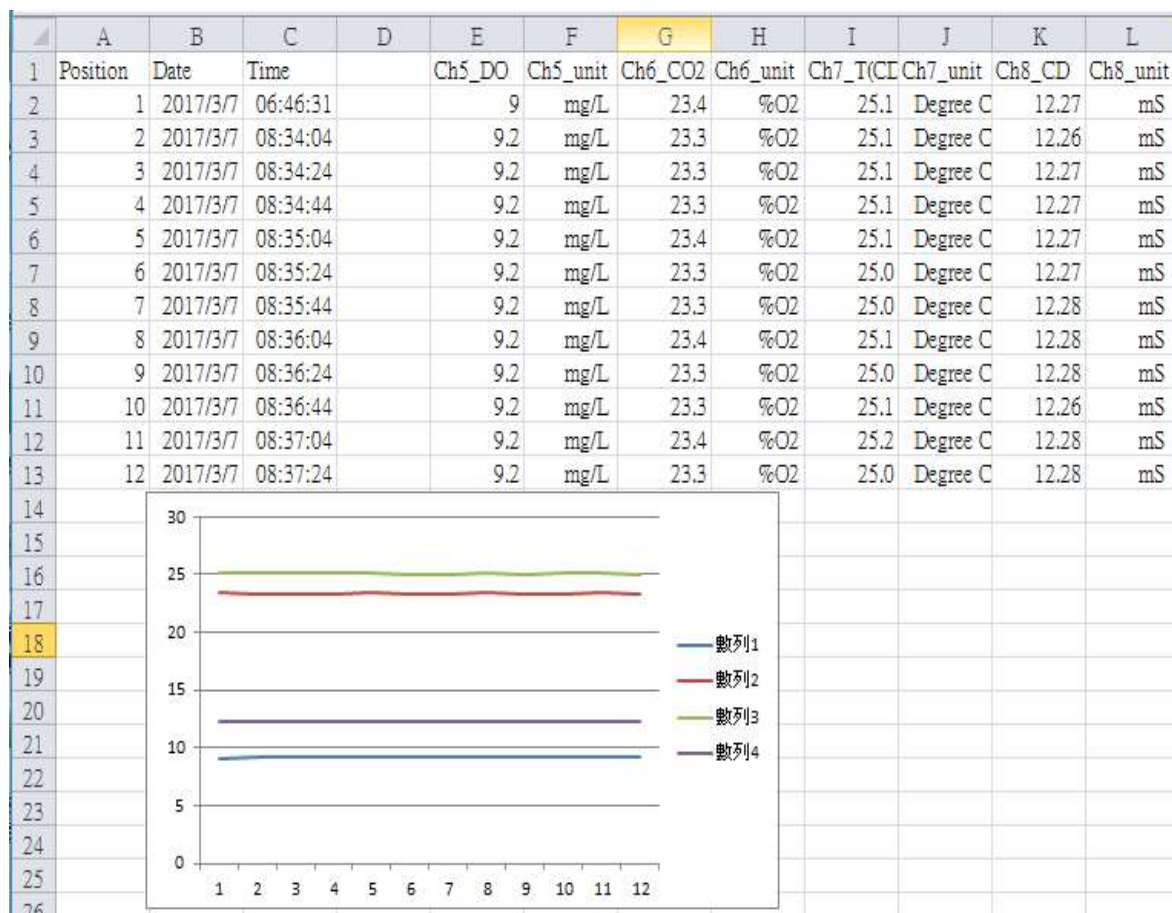 A B C D E F G H I J K L
1 Position Date Time Ch5_DO Ch5_unit Ch6_CO2 Ch6_unit Ch7_T(CD Ch7_unit Ch8_CD Ch8_unit
2 1 2017/3/7 06:46:31 9 mg/L 23.4 %O2 25.1 Degree C 12.27 mS
3 2 2017/3/7 08:34:04 9.2 mg/L 23.3 %O2 25.1 Degree C 12.26 mS
4 3 2017/3/7 08:34:24 9.2 mg/L 23.3 %O2 25.1 Degree C 12.27 mS
5 4 2017/3/7 08:34:44 9.2 mg/L 23.3 %O2 25.1 Degree C 12.27 mS
6 5 2017/3/7 08:35:04 9.2 mg/L 23.4 %O2 25.1 Degree C 12.27 mS
7 6 2017/3/7 08:35:24 9.2 mg/L 23.3 %O2 25.0 Degree C 12.27 mS
8 7 2017/3/7 08:35:44 9.2 mg/L 23.3 %O2 25.0 Degree C 12.28 mS
9 8 2017/3/7 08:36:04 9.2 mg/L 23.4 %O2 25.1 Degree C 12.28 mS
10 9 2017/3/7 08:36:24 9.2 mg/L 23.3 %O2 25.0 Degree C 12.28 mS
11 10 2017/3/7 08:36:44 9.2 mg/L 23.3 %O2 25.1 Degree C 12.26 mS
12 11 2017/3/7 08:37:04 9.2 mg/L 23.4 %O2 25.2 Degree C 12.28 mS
13 12 2017/3/7 08:37:24 9.2 mg/L 23.3 %O2 25.0 Degree C 12.28 mS
14
15
16
17
18
19
20
21
22
23
24
25
26
30
25
20
15
10
5
0
1 2 3 4 5 6 7 8 9 10 11 12
數列1
數列2
數列3
數列4